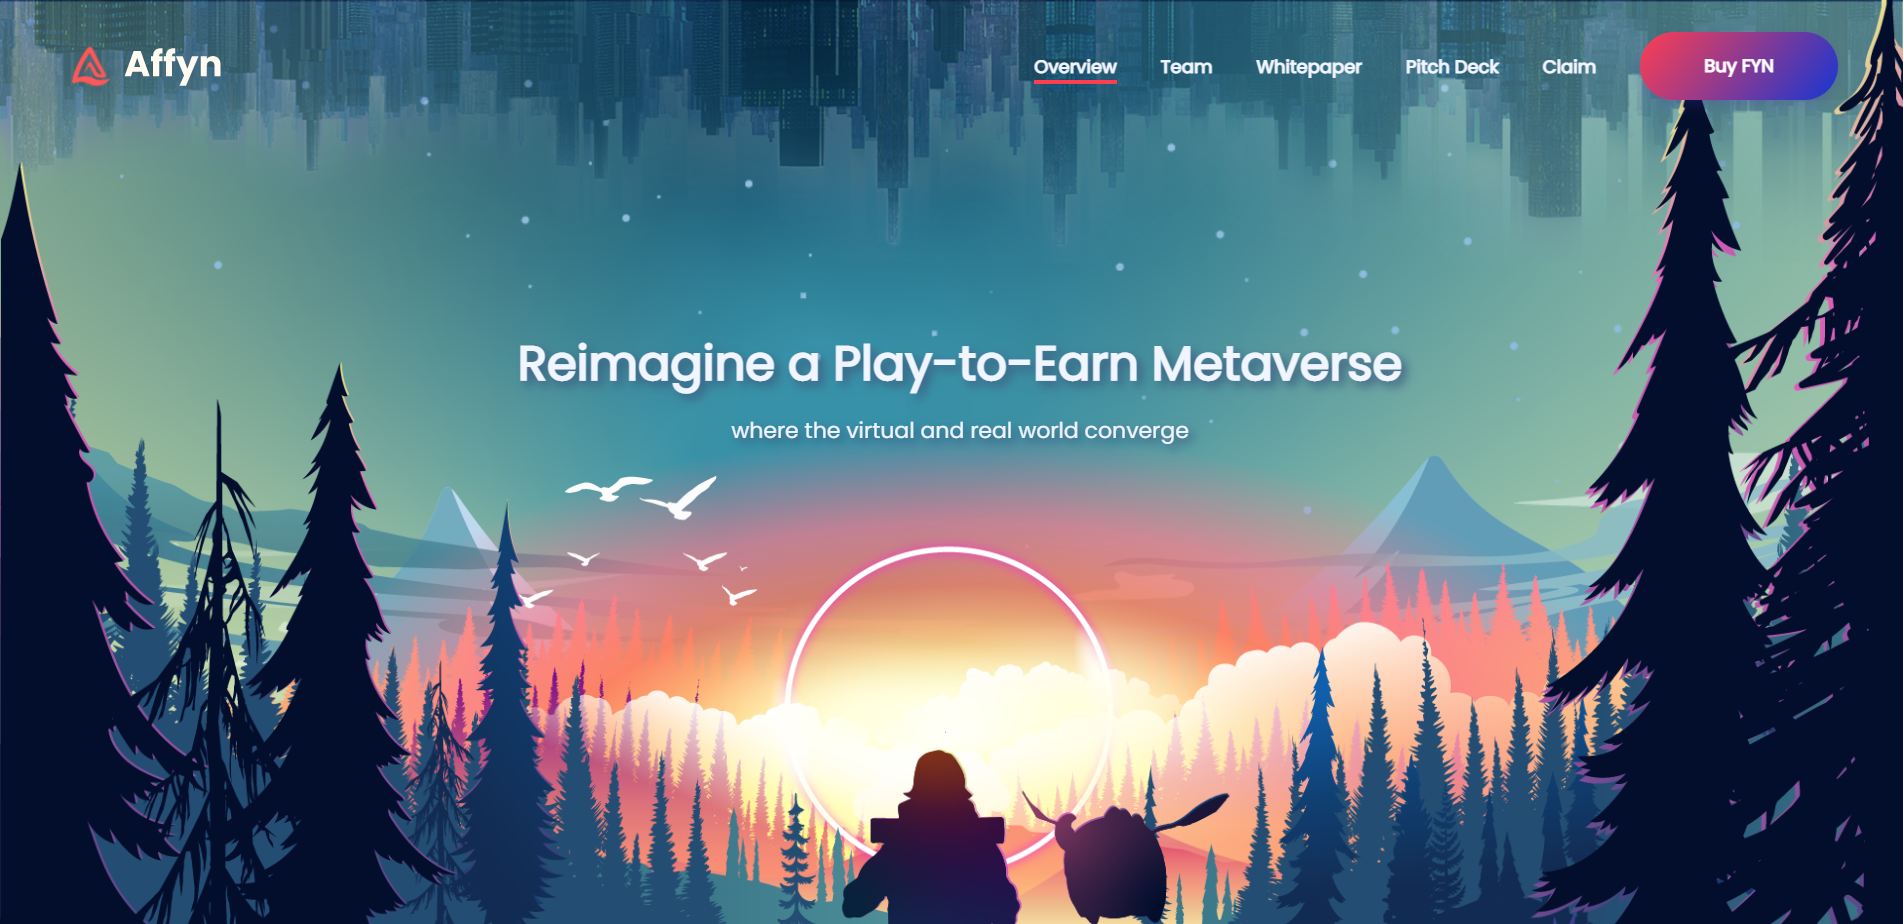 Affyn
Overview
Team
Whitepaper
Pitch Deck
Claim
Buy FYN
Reimagine a Play-to-Earn Metaverse
where the virtual and real world converge